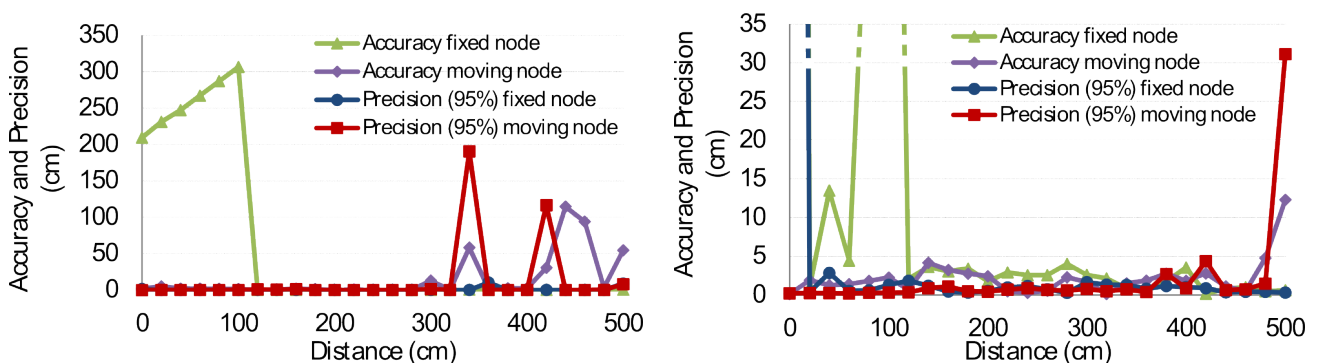 Accuracy and Precision
(cm)
350
300
250
200
150
100
50
0
Accuracy fixed node
Accuracy moving node
Precision (95%) fixed node
Precision (95%) moving node
0
100
200
300
400
500
Distance (cm)
Accuracy and Precision
(cm)
35
30
25
20
15
10
5
0
Accuracy fixed node
Accuracy moving node
Precision (95%) fixed node
Precision (95%) moving node
0
100
200
300
400
500
Distance (cm)